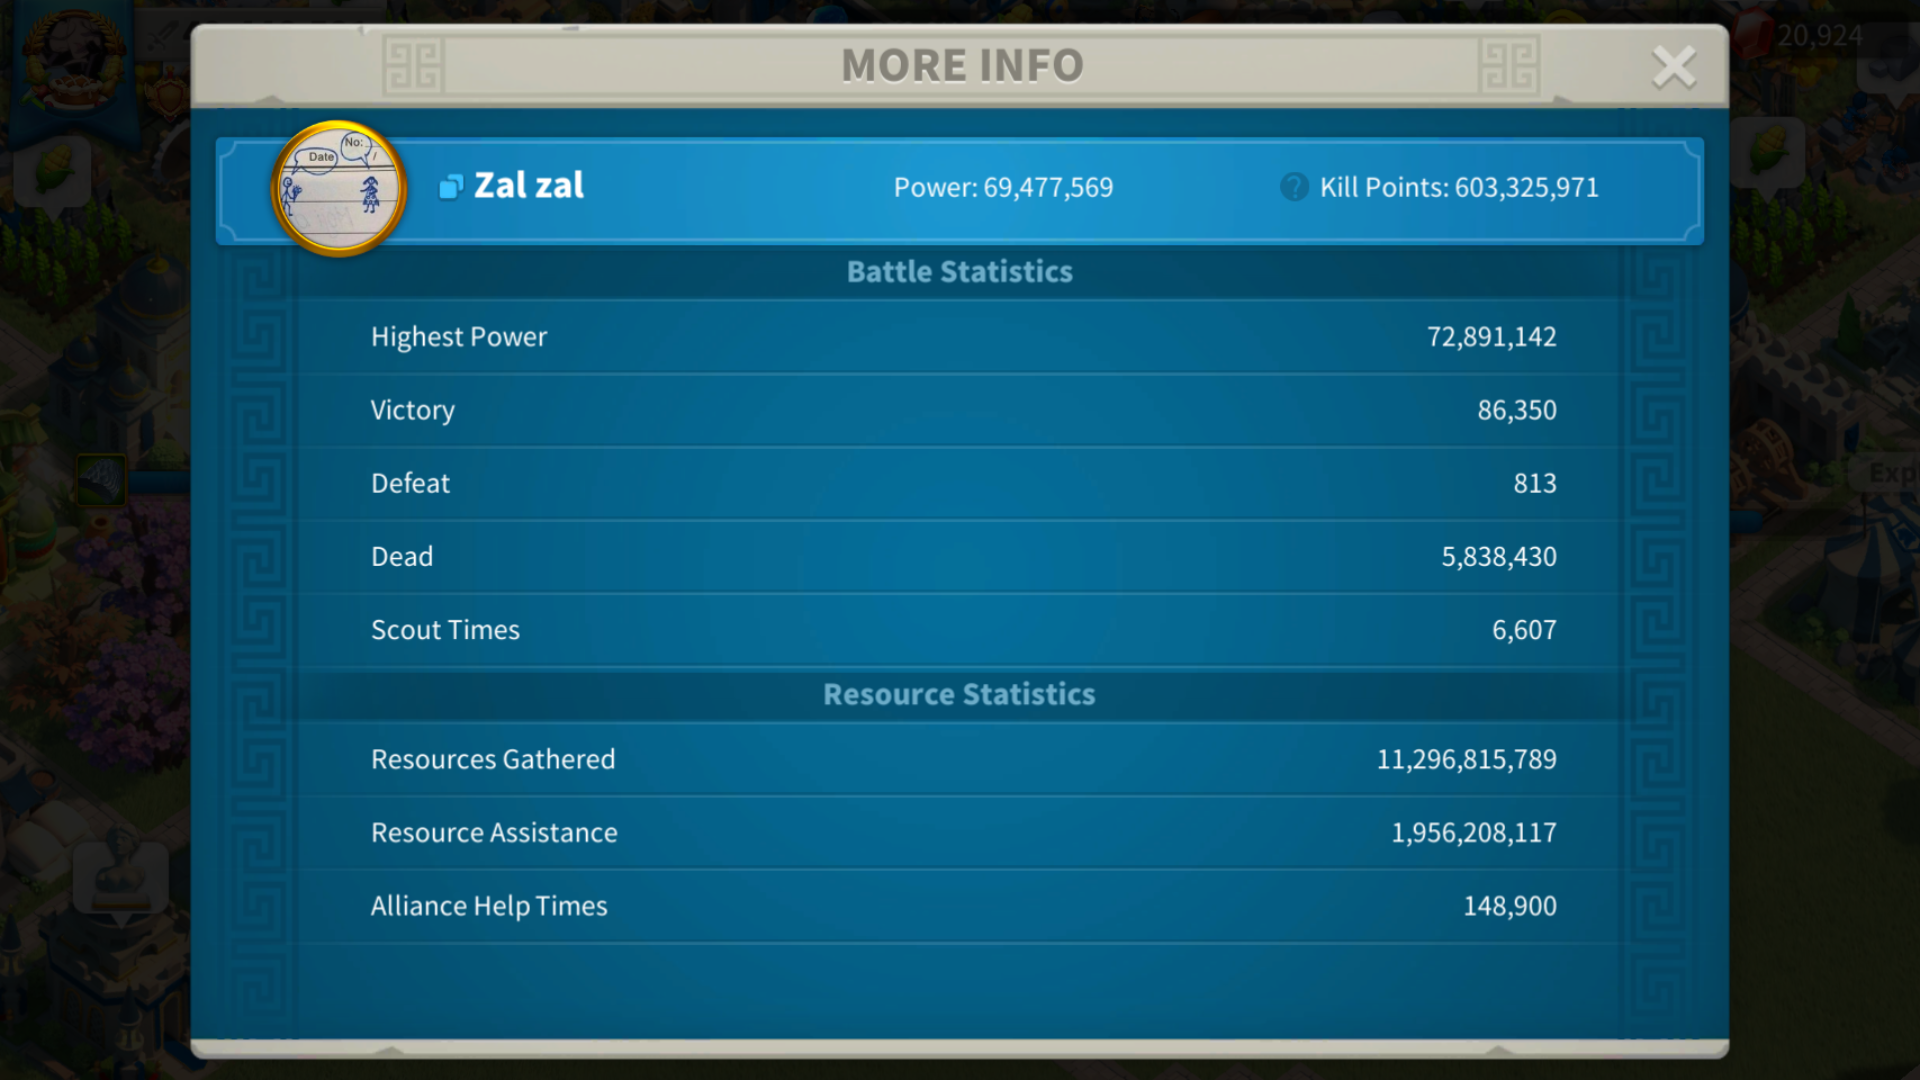 20,924
MORE INFO
No:
Date
/
Zal zal
Power: 69,477,569
Kill Points: 603,325,971
Battle Statistics
Highest Power
72,891,142
Victory
86,350
Defeat
813
Dead
5,838,430
Scout Times
6,607
Resource Statistics
Resources Gathered
11,296,815,789
Resource Assistance
1,956,208,117
Alliance Help Times
148,900
Exp